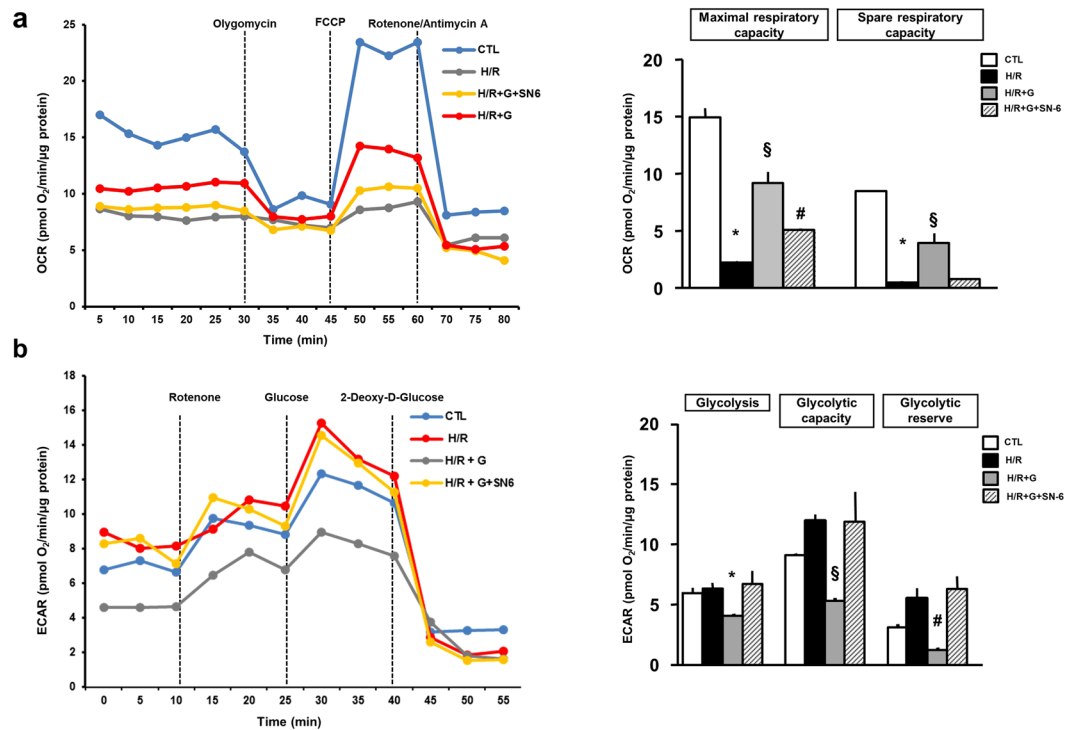 a
Olygomycin
FCCP
Rotenone/Antimycin A
CTL
H/R
H/R+G+SN6
H/R+G
25
20
15
10
5
0
OCR (pmol O₂/min/µg protein)
5 10 15 20 25 30 35 40 45 50 55 60 70 75 80
Time (min)
Maximal respiratory
capacity
Spare respiratory
capacity
CTL
H/R
H/R+G
H/R+G+SN-6
20
15
10
5
0
OCR (pmol O₂/min/µg protein)
* § #
* §
b
Rotenone
Glucose
2-Deoxy-D-Glucose
CTL
H/R
H/R + G
H/R + G+SN6
18
16
14
12
10
8
6
4
2
0
ECAR (pmol O₂/min/µg protein)
0 5 10 15 20 25 30 35 40 45 50 55
Time (min)
Glycolysis
Glycolytic
capacity
Glycolytic
reserve
CTL
H/R
H/R+G
H/R+G+SN-6
20
15
10
5
0
ECAR (pmol O₂/min/µg protein)
* § #